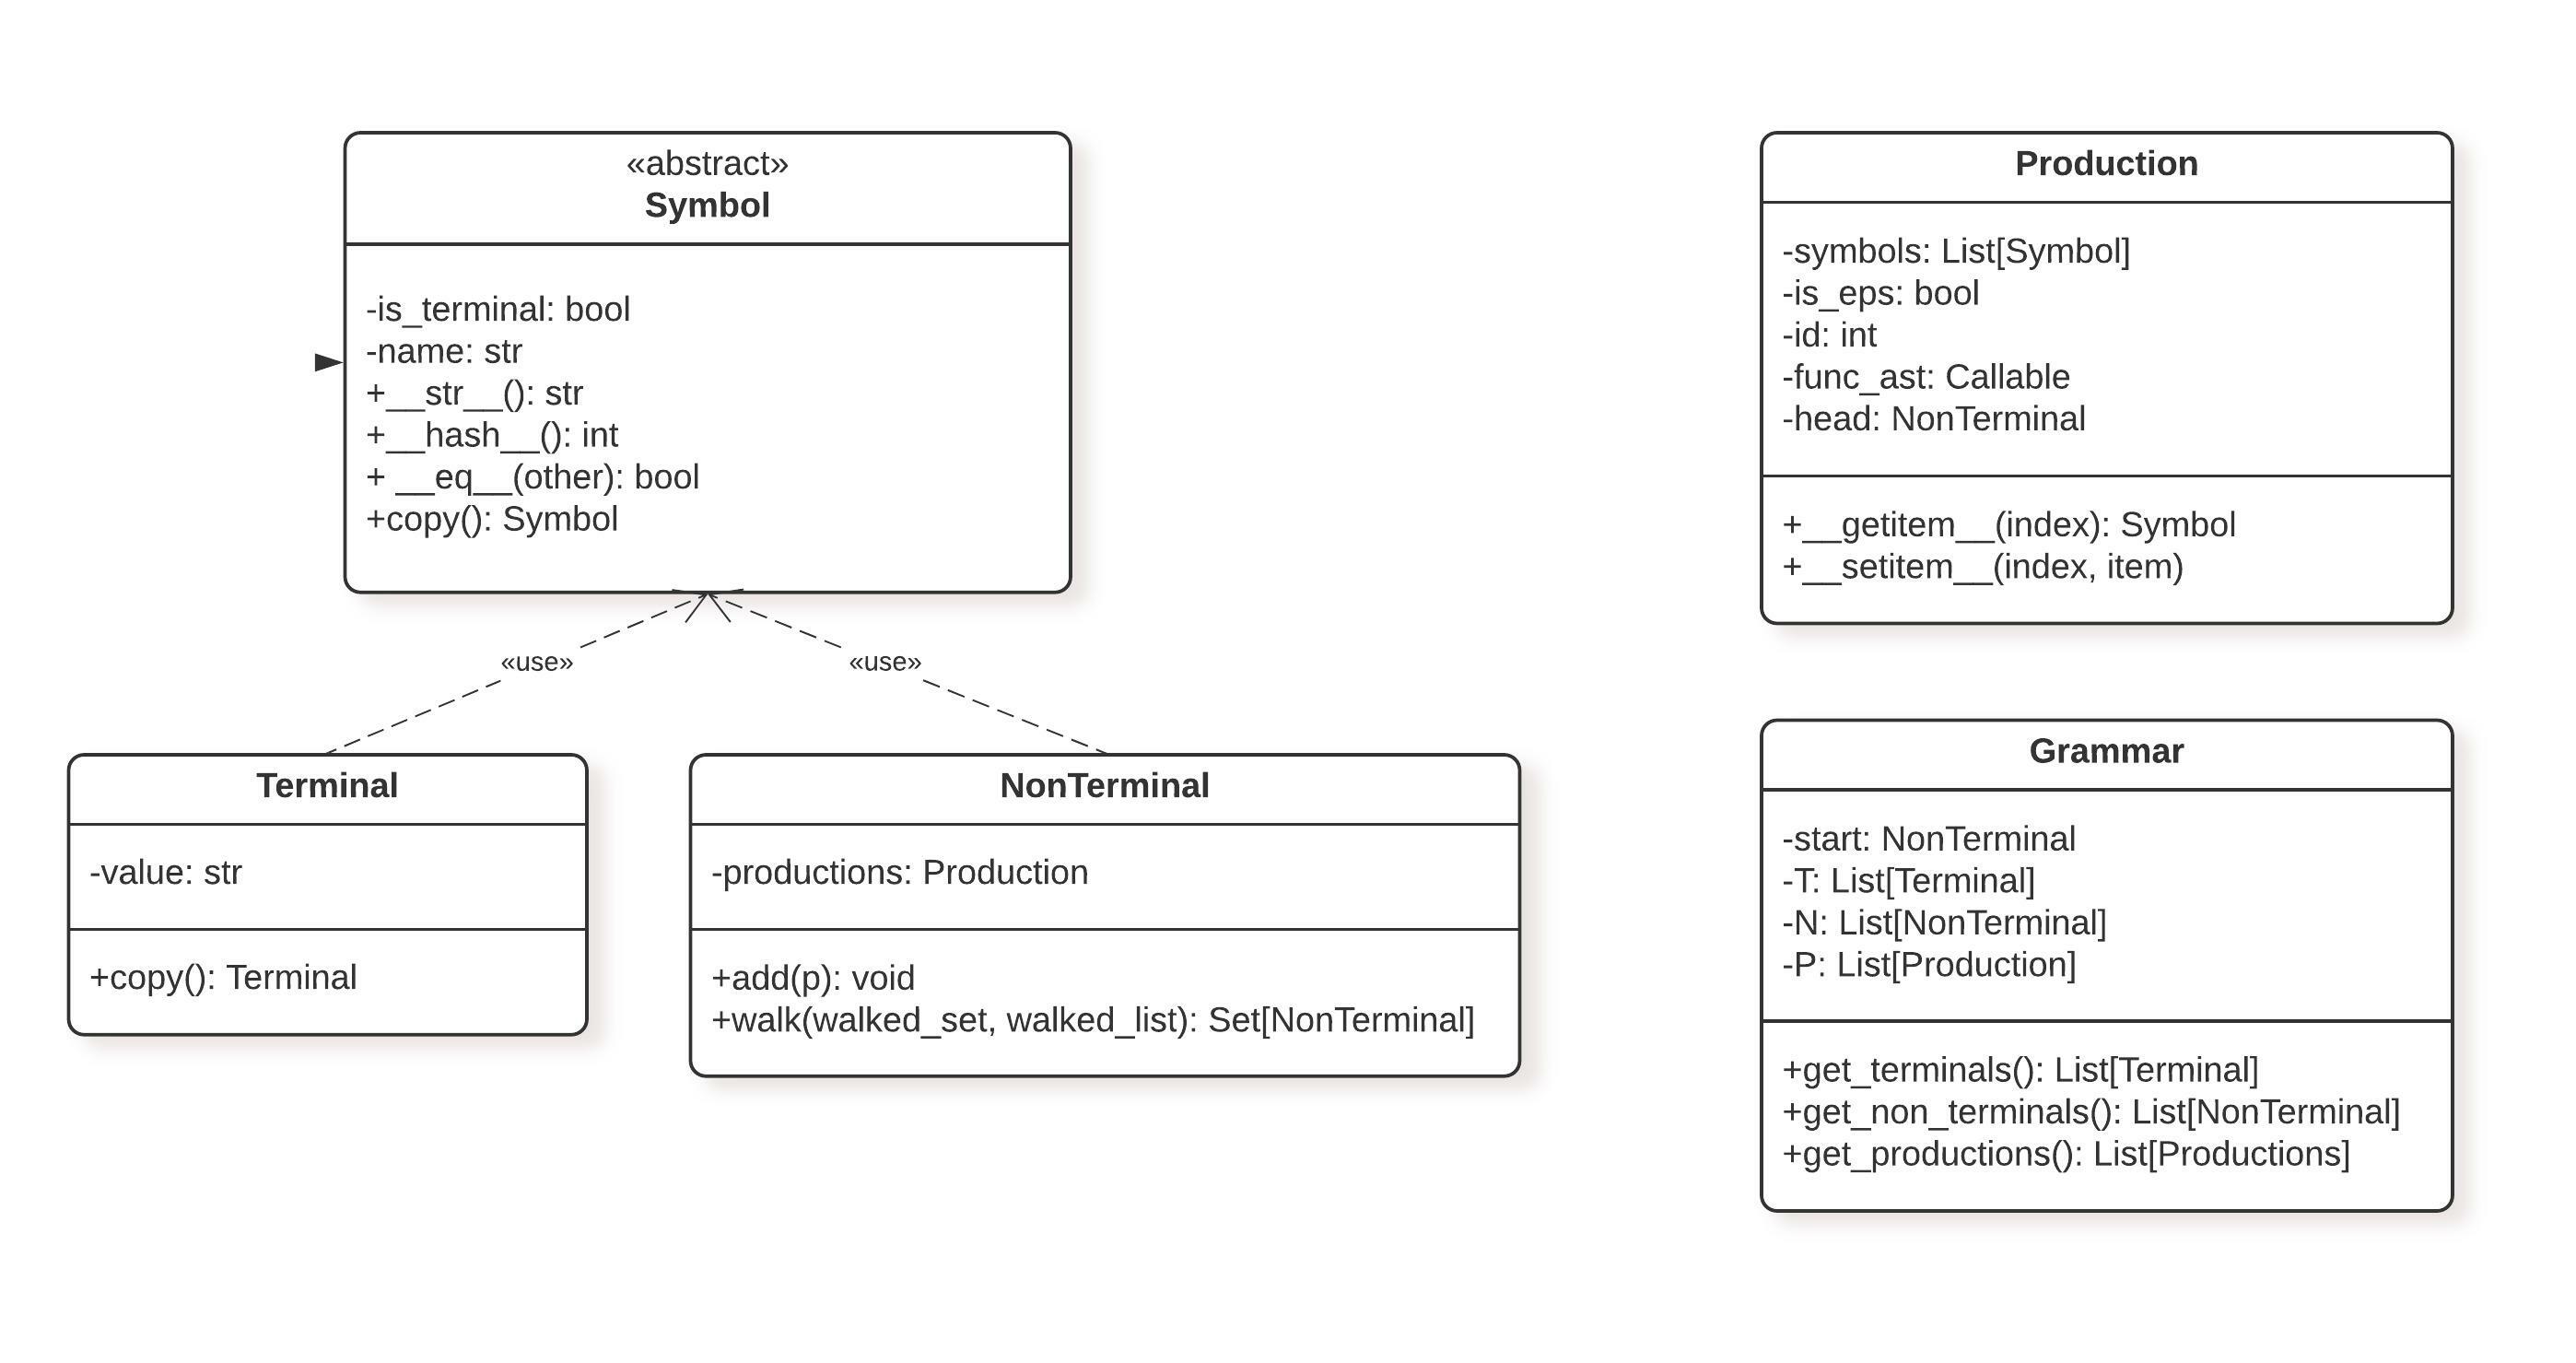 «abstract»
Symbol
-is_terminal: bool
-name: str
+__str__(): str
+__hash__(): int
+ __eq__(other): bool
+copy(): Symbol
«use»
«use»
Terminal
-value: str
+copy(): Terminal
NonTerminal
-productions: Production
+add(p): void
+walk(walked_set, walked_list): Set[NonTerminal]
Production
-symbols: List[Symbol]
-is_eps: bool
-id: int
-func_ast: Callable
-head: NonTerminal
+__getitem__(index): Symbol
+__setitem__(index, item)
Grammar
-start: NonTerminal
-T: List[Terminal]
-N: List[NonTerminal]
-P: List[Production]
+get_terminals(): List[Terminal]
+get_non_terminals(): List[NonTerminal]
+get_productions(): List[Productions]